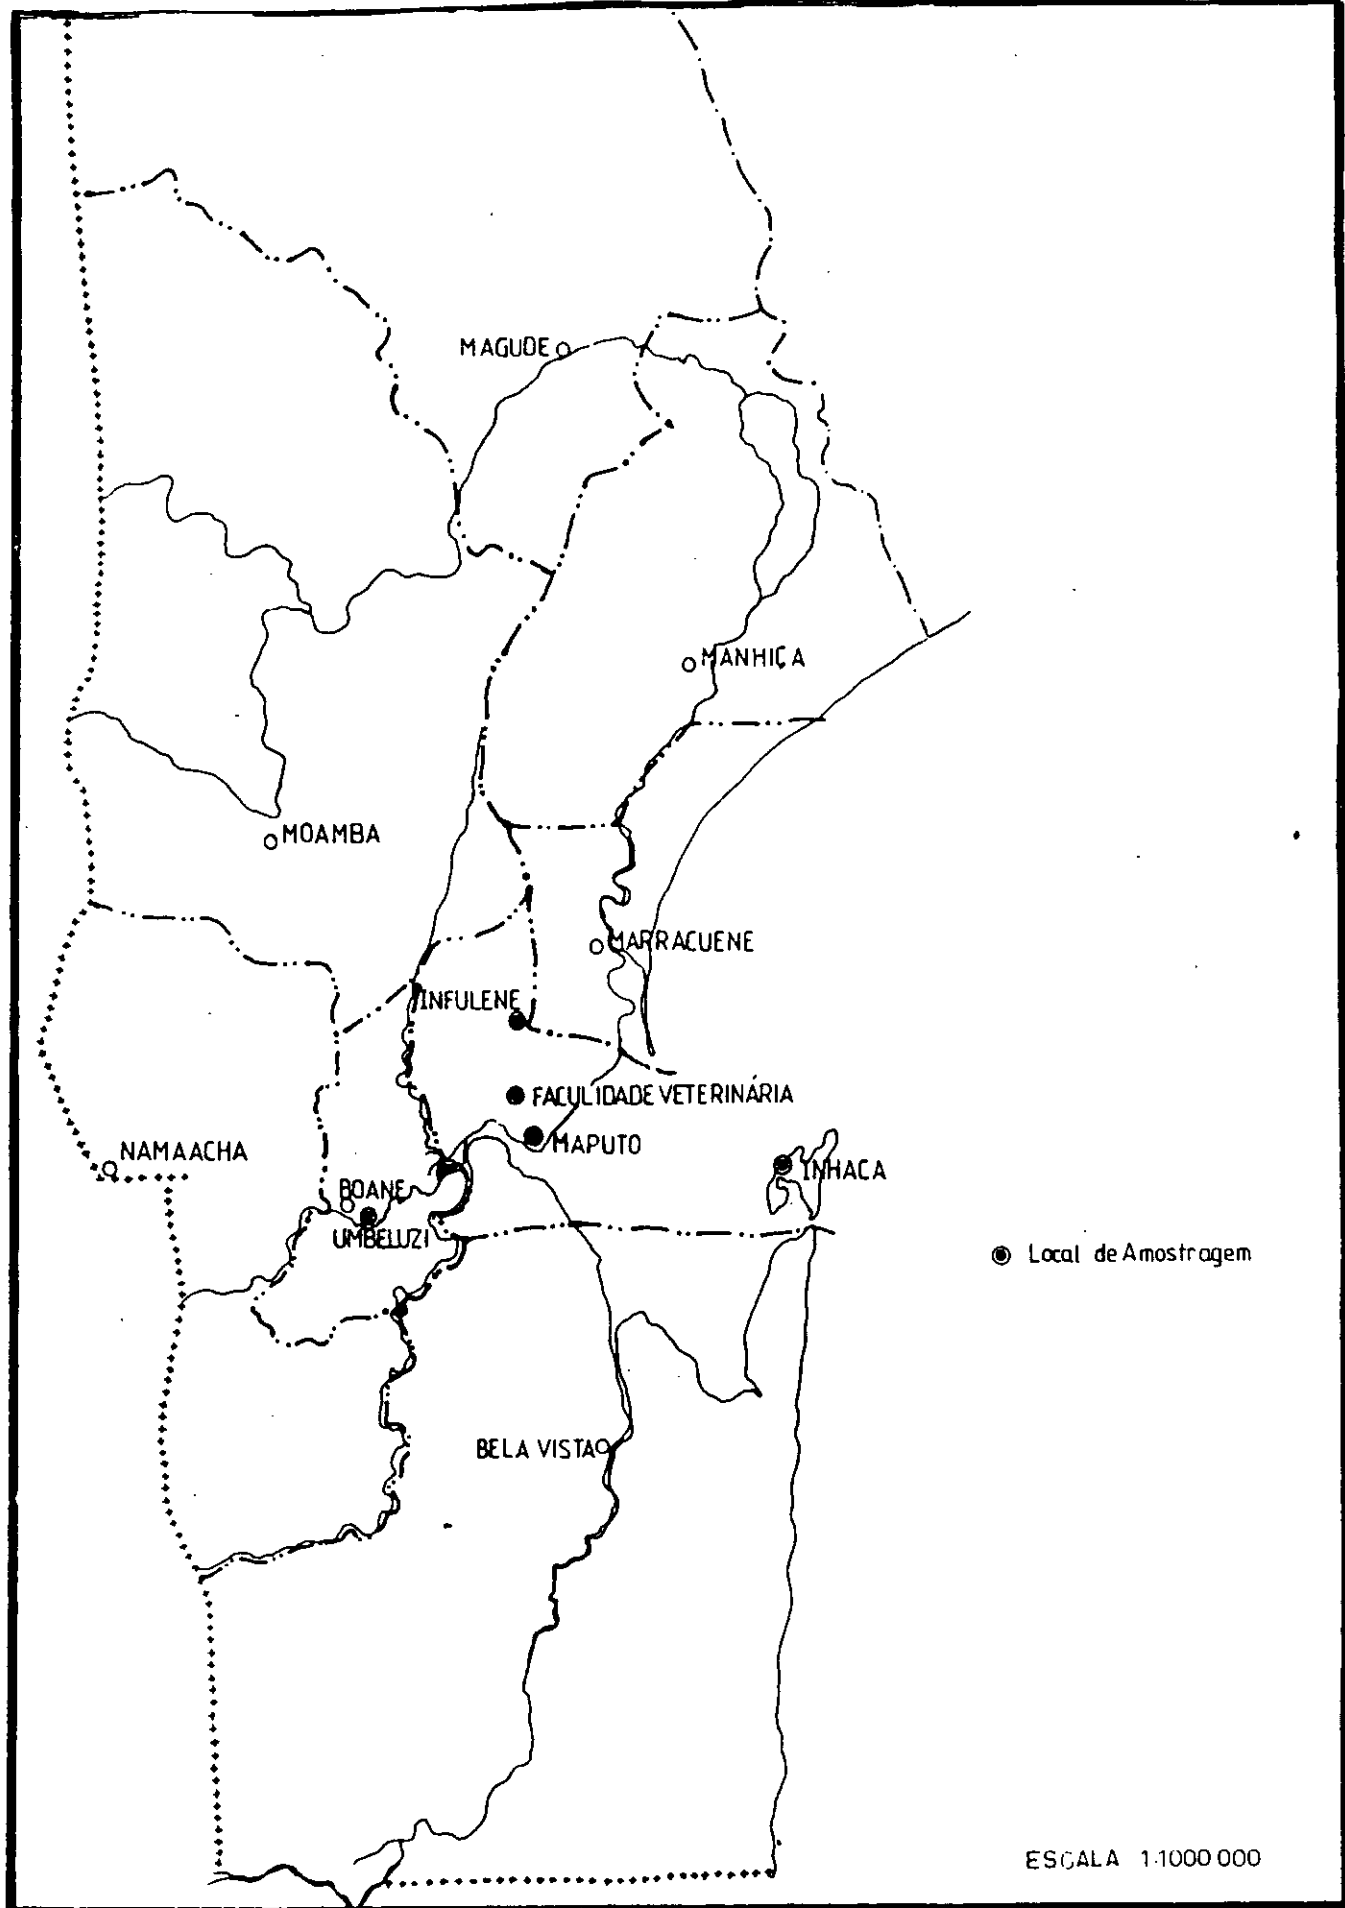 MAGUDE
MANHIÇA
MOAMBA
MARRACUENE
INFULENE
FACULIDADE VETERINÁRIA
MAPUTO
NAMAACHA
INHACA
BOANE
UMBELUZI
Local de Amostragem
BELA VISTA
ESCALA 1:1000 000